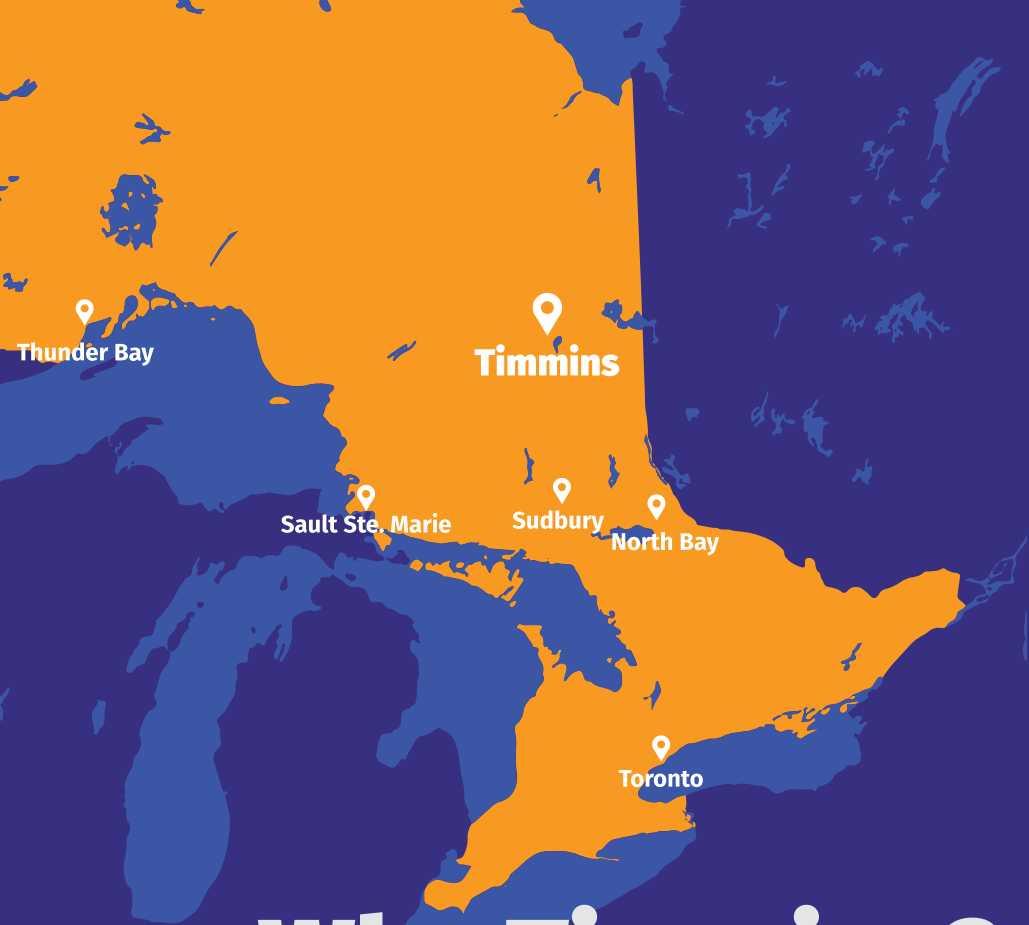 Thunder Bay
Timmins
Sudbury
Sault Ste. Marie
North Bay
Toronto